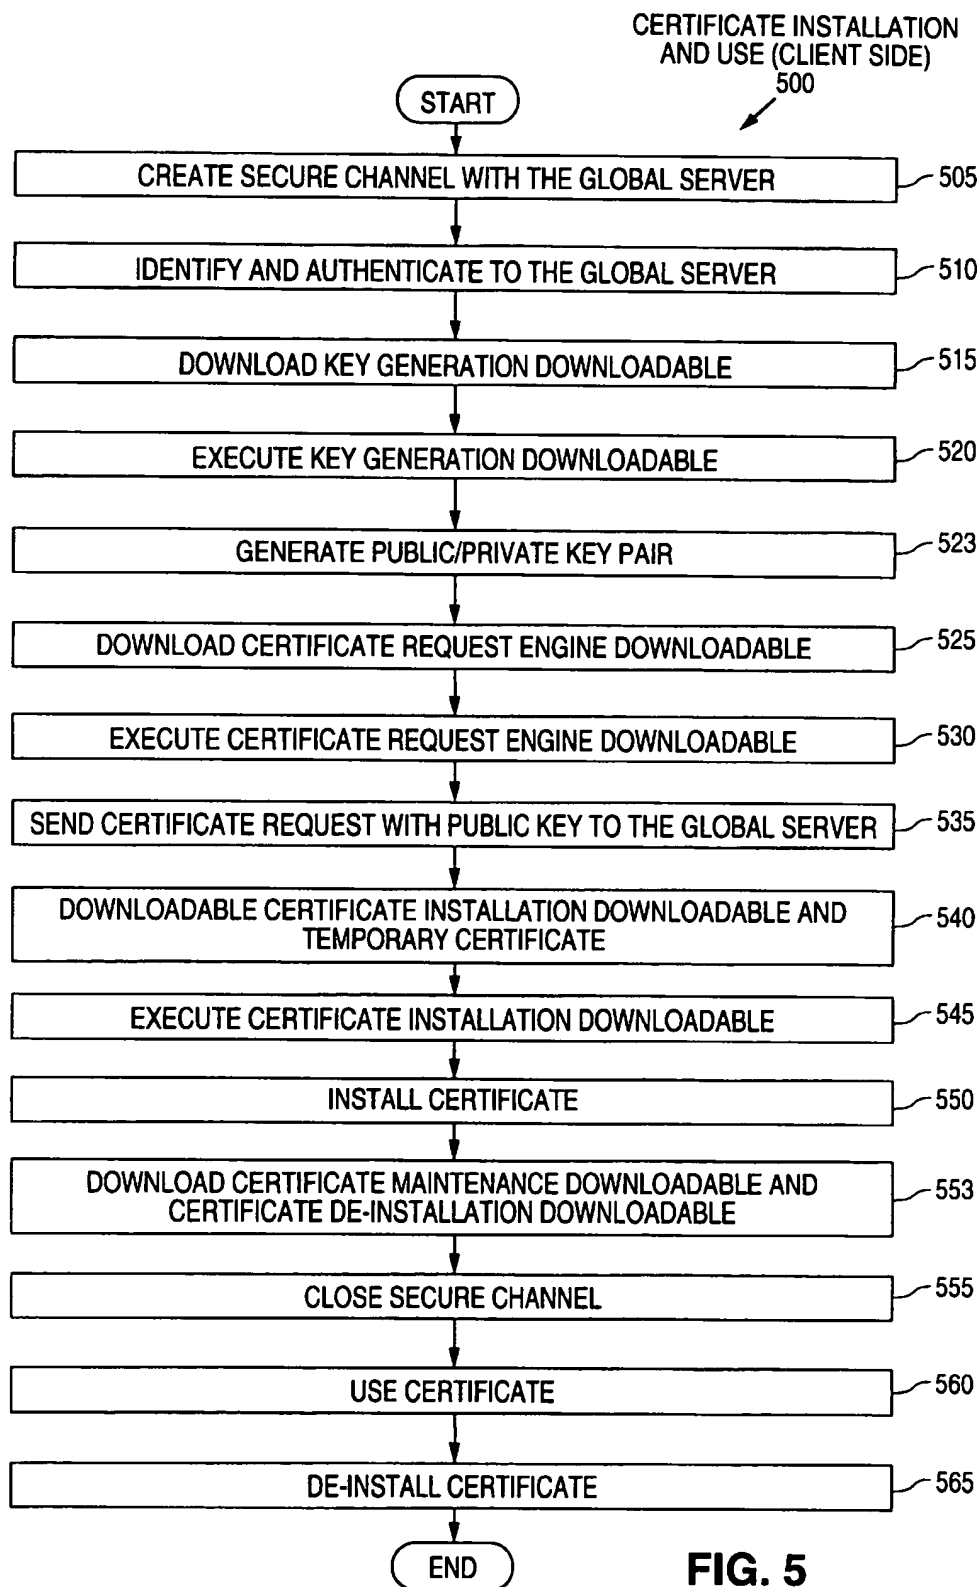 CERTIFICATE INSTALLATION
AND USE (CLIENT SIDE)
500
START
CREATE SECURE CHANNEL WITH THE GLOBAL SERVER
505
IDENTIFY AND AUTHENTICATE TO THE GLOBAL SERVER
510
DOWNLOAD KEY GENERATION DOWNLOADABLE
515
EXECUTE KEY GENERATION DOWNLOADABLE
520
GENERATE PUBLIC/PRIVATE KEY PAIR
523
DOWNLOAD CERTIFICATE REQUEST ENGINE DOWNLOADABLE
525
EXECUTE CERTIFICATE REQUEST ENGINE DOWNLOADABLE
530
SEND CERTIFICATE REQUEST WITH PUBLIC KEY TO THE GLOBAL SERVER
535
DOWNLOADABLE CERTIFICATE INSTALLATION DOWNLOADABLE AND
TEMPORARY CERTIFICATE
540
EXECUTE CERTIFICATE INSTALLATION DOWNLOADABLE
545
INSTALL CERTIFICATE
550
DOWNLOAD CERTIFICATE MAINTENANCE DOWNLOADABLE AND
CERTIFICATE DE-INSTALLATION DOWNLOADABLE
553
CLOSE SECURE CHANNEL
555
USE CERTIFICATE
560
DE-INSTALL CERTIFICATE
565
END
FIG. 5